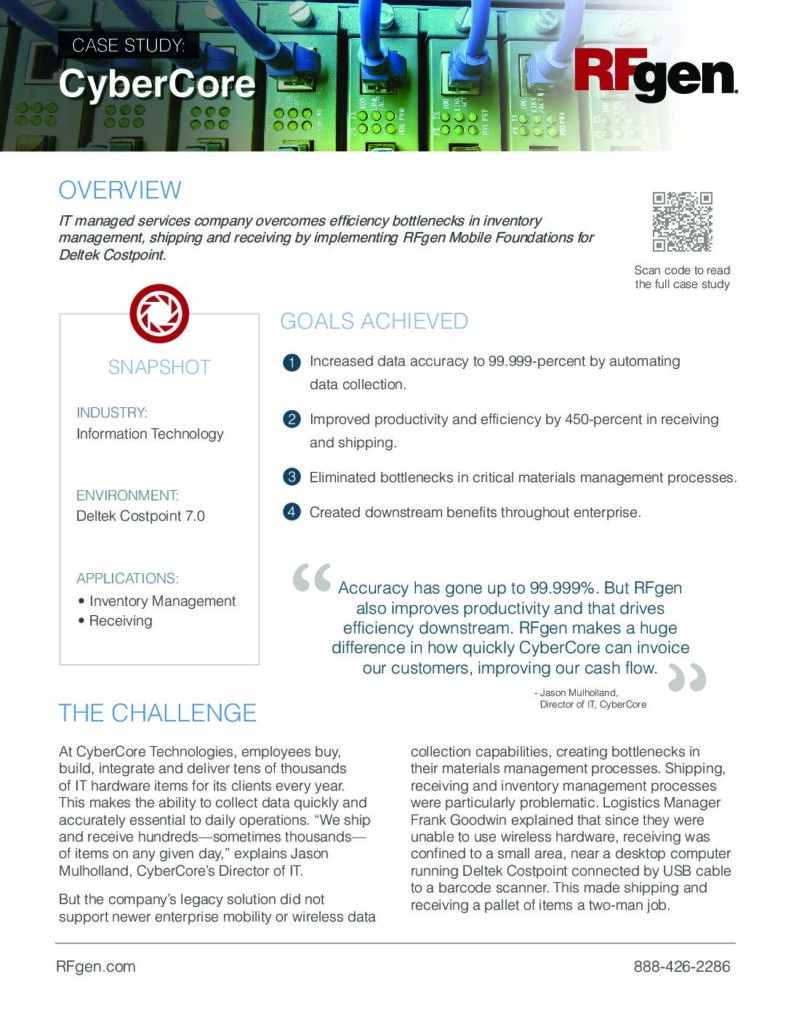 CASE STUDY:
CyberCore
RFgen.
OVERVIEW
IT managed services company overcomes efficiency bottlenecks in inventory
management, shipping and receiving by implementing RFgen Mobile Foundations for
Deltek Costpoint.
Scan code to read
the full case study
SNAPSHOT
INDUSTRY:
Information Technology
ENVIRONMENT:
Deltek Costpoint 7.0
APPLICATIONS:
• Inventory Management
• Receiving
GOALS ACHIEVED
1 Increased data accuracy to 99.999-percent by automating
data collection.
2 Improved productivity and efficiency by 450-percent in receiving
and shipping.
3 Eliminated bottlenecks in critical materials management processes.
4 Created downstream benefits throughout enterprise.
“ Accuracy has gone up to 99.999%. But RFgen
also improves productivity and that drives
efficiency downstream. RFgen makes a huge
difference in how quickly CyberCore can invoice
our customers, improving our cash flow. ”
- Jason Mulholland,
Director of IT, CyberCore
THE CHALLENGE
At CyberCore Technologies, employees buy,
build, integrate and deliver tens of thousands
of IT hardware items for its clients every year.
This makes the ability to collect data quickly and
accurately essential to daily operations. “We ship
and receive hundreds—sometimes thousands—
of items on any given day,” explains Jason
Mulholland, CyberCore’s Director of IT.
But the company’s legacy solution did not
support newer enterprise mobility or wireless data
collection capabilities, creating bottlenecks in
their materials management processes. Shipping,
receiving and inventory management processes
were particularly problematic. Logistics Manager
Frank Goodwin explained that since they were
unable to use wireless hardware, receiving was
confined to a small area, near a desktop computer
running Deltek Costpoint connected by USB cable
to a barcode scanner. This made shipping and
receiving a pallet of items a two-man job.
RFgen.com
888-426-2286